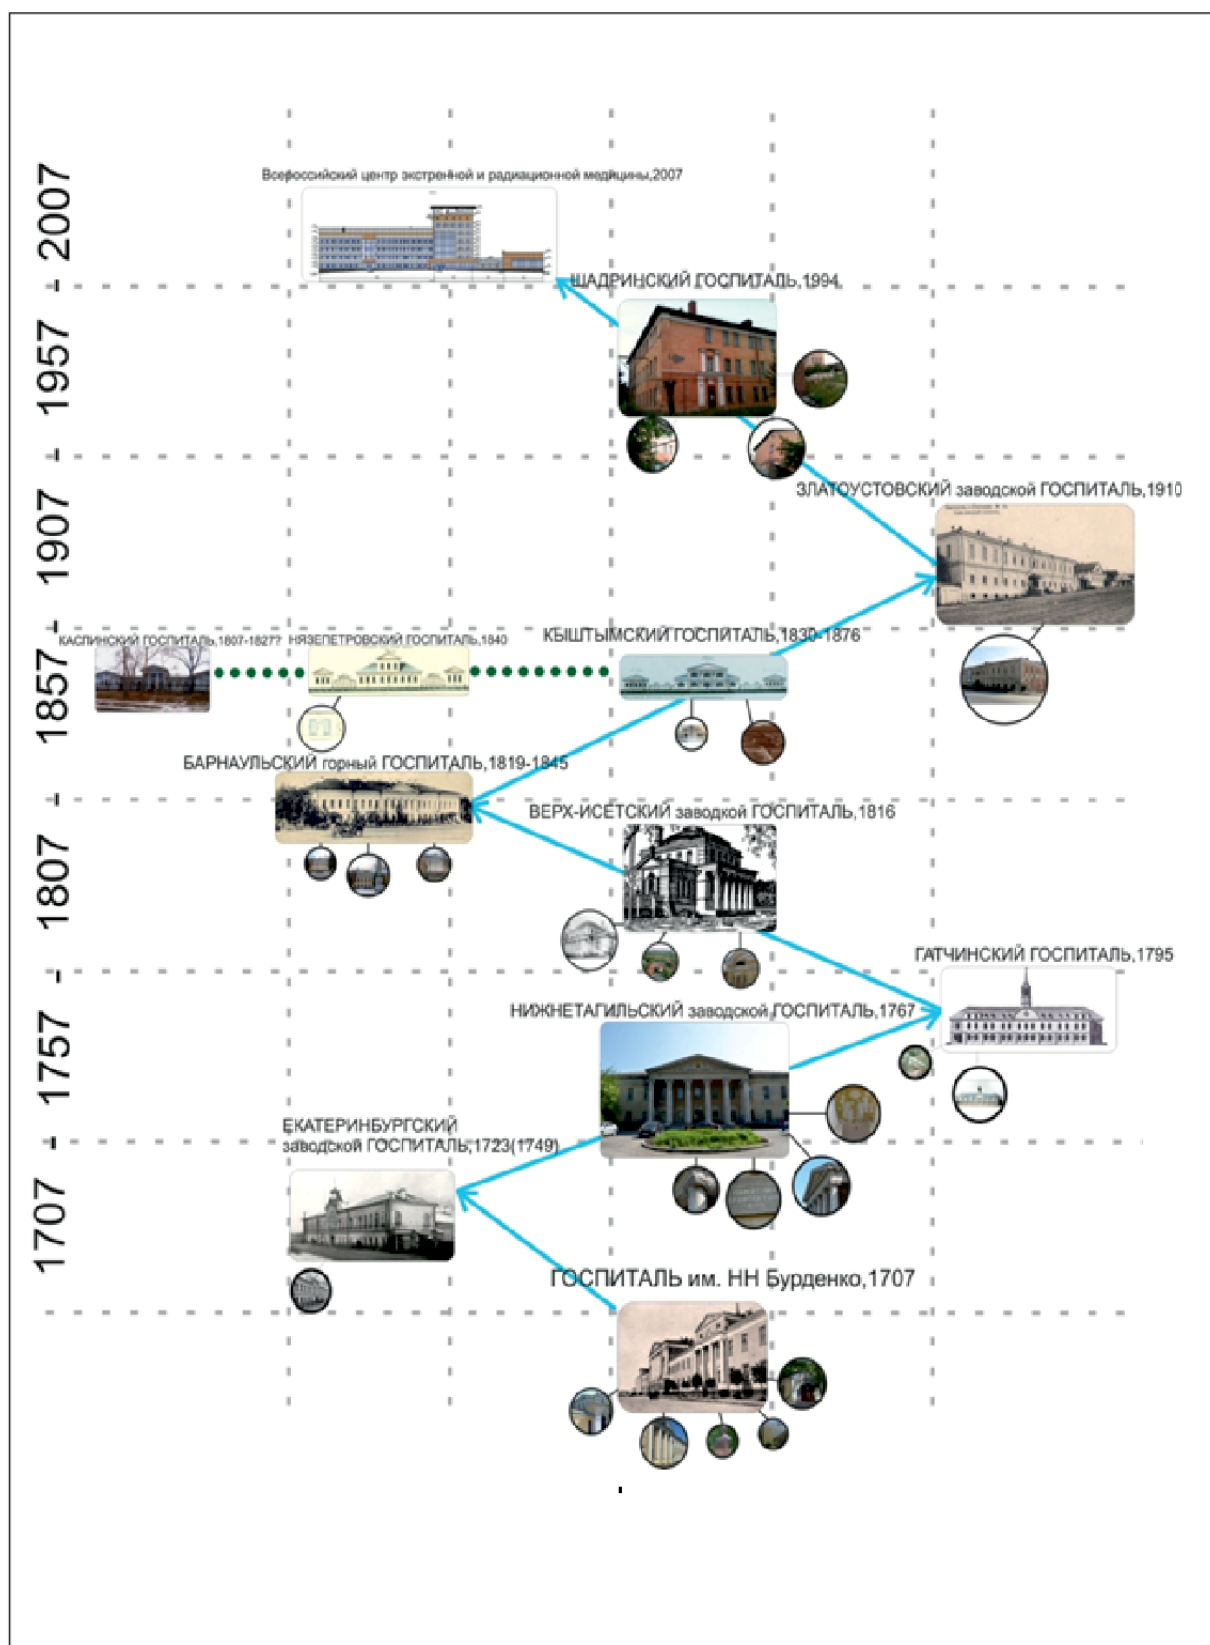 Всероссийский центр экстренной и радиационной медицины,2007
2007
ШАДРИНСКИЙ ГОСПИТАЛЬ,1994
1957
ЗЛАТОУСТОВСКИЙ заводской ГОСПИТАЛЬ,1910
1907
КАСЛИНСКИЙ ГОСПИТАЛЬ,1807-1827?
НЯЗЕПЕТРОВСКИЙ ГОСПИТАЛЬ,1840
КЫШТЫМСКИЙ ГОСПИТАЛЬ,1830-1876
1857
БАРНАУЛЬСКИЙ горный ГОСПИТАЛЬ,1819-1845
ВЕРХ-ИСЕТСКИЙ заводкой ГОСПИТАЛЬ,1816
1807
ГАТЧИНСКИЙ ГОСПИТАЛЬ,1795
НИЖНЕТАГИЛЬСКИЙ заводской ГОСПИТАЛЬ,1767
1757
ЕКАТЕРИНБУРГСКИЙ
заводской ГОСПИТАЛЬ,1723(1749)
1707
ГОСПИТАЛЬ им. НН Бурденко,1707